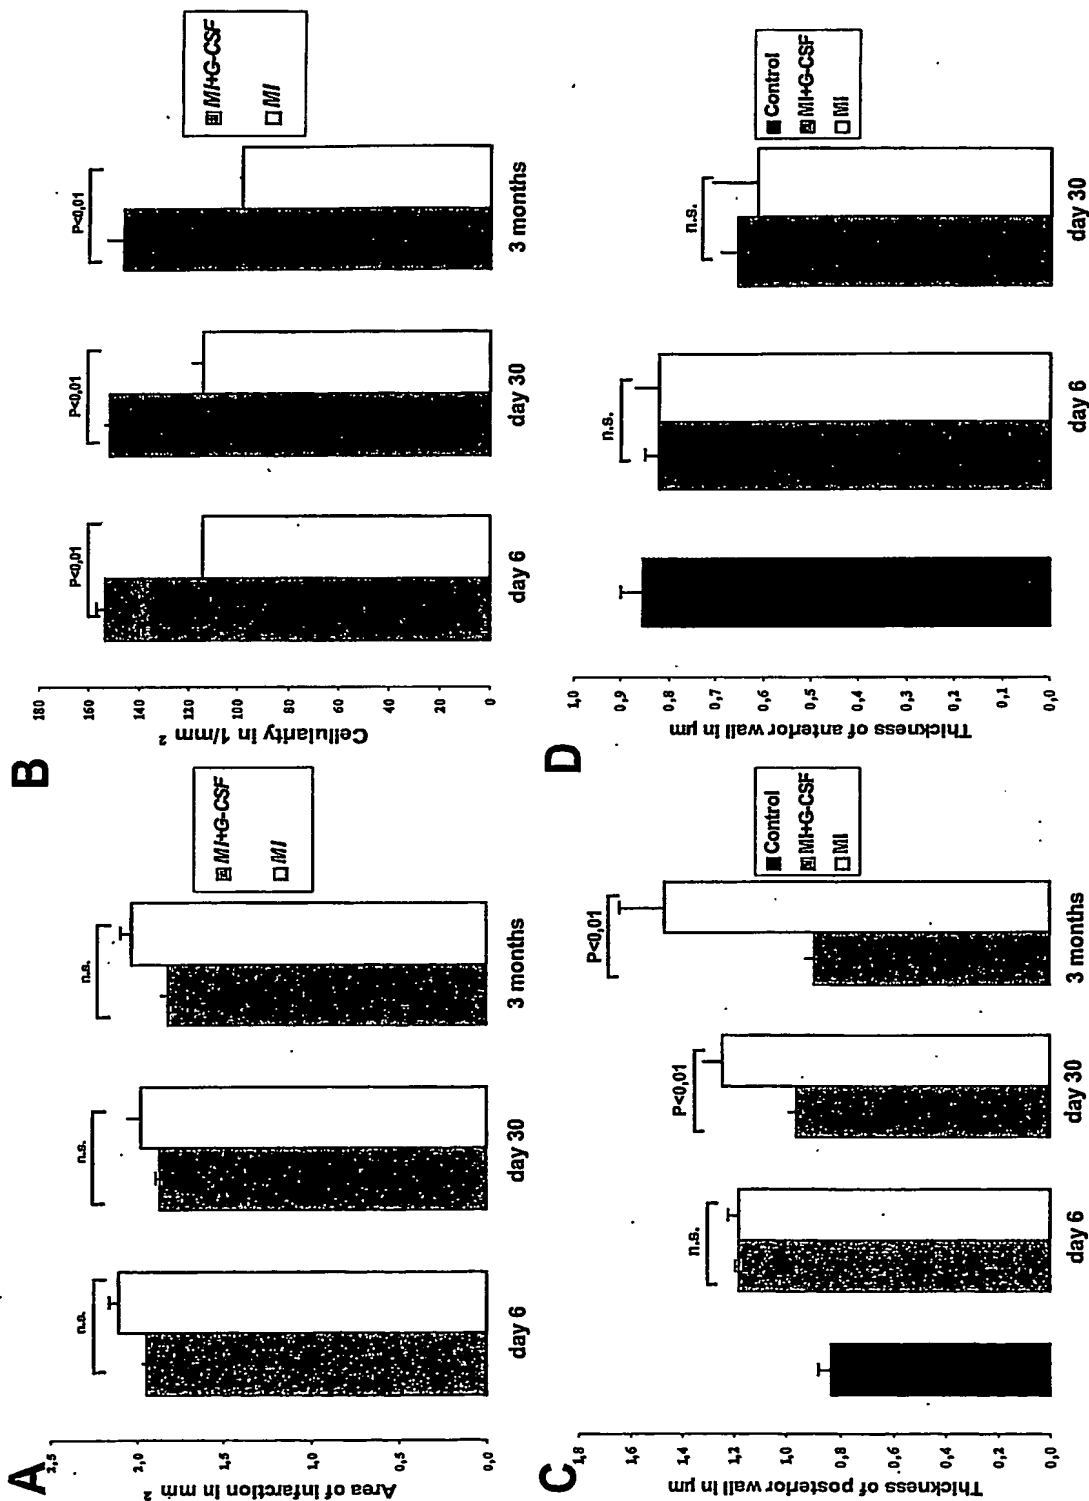 A
Area of infarction in mm 2
2,5
2,0
1,5
1,0
0,5
0,0
n.s.
n.s.
n.s.
day 6
day 30
3 months
MI+G-CSF
MI
B
Cellularity in 1/mm 2
180
160
140
120
100
80
60
40
20
0
P<0,01
P<0,01
P<0,01
day 6
day 30
3 months
MI+G-CSF
MI
C
Thickness of posterior wall in µm
1,8
1,6
1,4
1,2
1,0
0,8
0,6
0,4
0,2
0,0
n.s.
P<0,01
P<0,01
day 6
day 30
3 months
Control
MI+G-CSF
MI
D
Thickness of anterior wall in µm
1,0
0,9
0,8
0,7
0,6
0,5
0,4
0,3
0,2
0,1
0,0
n.s.
n.s.
day 6
day 30
Control
MI+G-CSF
MI